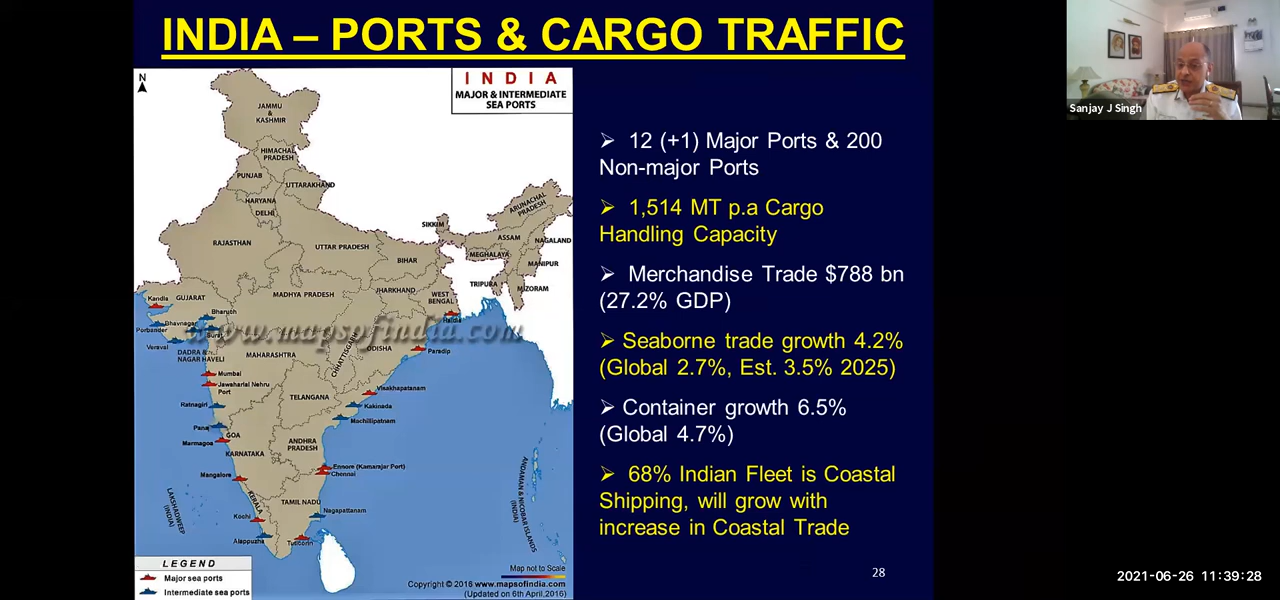 INDIA – PORTS & CARGO TRAFFIC
N
INDIA
MAJOR & INTERMEDIATE
SEA PORTS
JAMMU
&
KASHMIR
HIMACHAL
PRADESH
PUNJAB
UTTARAKHAND
HARYANA
DELHI
ARUNACHAL
PRADESH
SIKKIM
RAJASTHAN
UTTAR PRADESH
ASSAM
NAGALAND
BIHAR
MEGHALAYA
MANIPUR
TRIPURA
MIZORAM
JHARKHAND
WEST
BENGAL
Kandla
GUJARAT
MADHYA PRADESH
Haldia
Bharuch
Bhavnagar
Porbander
Surat
Veraval
www.mapsofindia.com
DADRA &
NAGAR HAVELI
MAHARASHTRA
CHHATTISGARH
ODISHA
Paradip
Mumbai
Jawaharlal Nehru
Port
Visakhapatanam
TELANGANA
Ratnagiri
Kakinada
Machilipatnam
Panaji
GOA
Marmagoa
ANDHRA
PRADESH
KARNATAKA
Ennore (Kamarajar Port)
Chennai
Mangalore
LAKSHADWEEP
(INDIA)
KERALA
TAMIL NADU
Nagapattanam
Kochi
Alappuzha
Tuticorin
ANDAMAN & NICOBAR ISLANDS
(INDIA)
LEGEND
Major sea ports
Intermediate sea ports
Map not to Scale
Copyright © 2016 www.mapsofindia.com
(Updated on 6th April,2016)
➢ 12 (+1) Major Ports & 200
Non-major Ports
➢ 1,514 MT p.a Cargo
Handling Capacity
➢ Merchandise Trade $788 bn
(27.2% GDP)
➢ Seaborne trade growth 4.2%
(Global 2.7%, Est. 3.5% 2025)
➢ Container growth 6.5%
(Global 4.7%)
➢ 68% Indian Fleet is Coastal
Shipping, will grow with
increase in Coastal Trade
28
Sanjay J Singh
2021-06-26 11:39:28